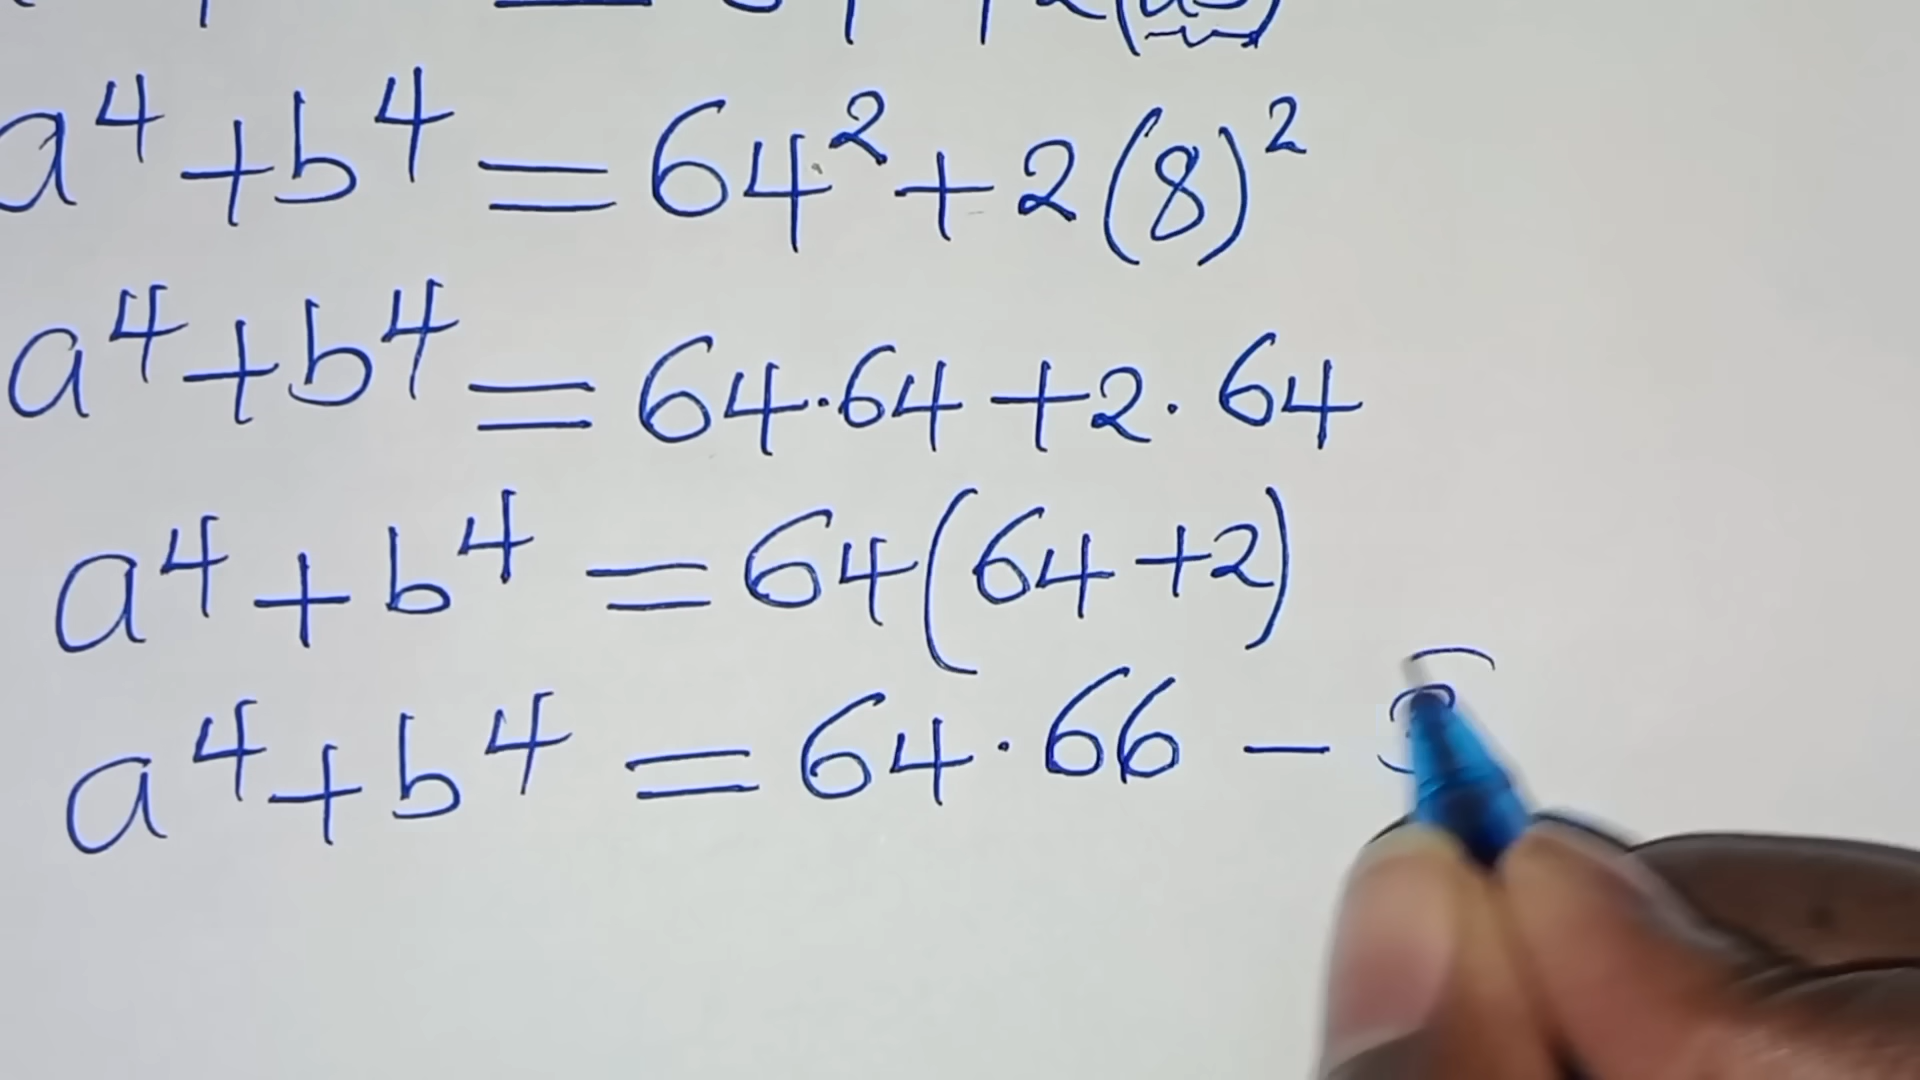 a⁴+b⁴ = 64² + 2(8)²
a⁴+b⁴ = 64·64 + 2·64
a⁴+b⁴ = 64(64+2)
a⁴+b⁴ = 64·66 –